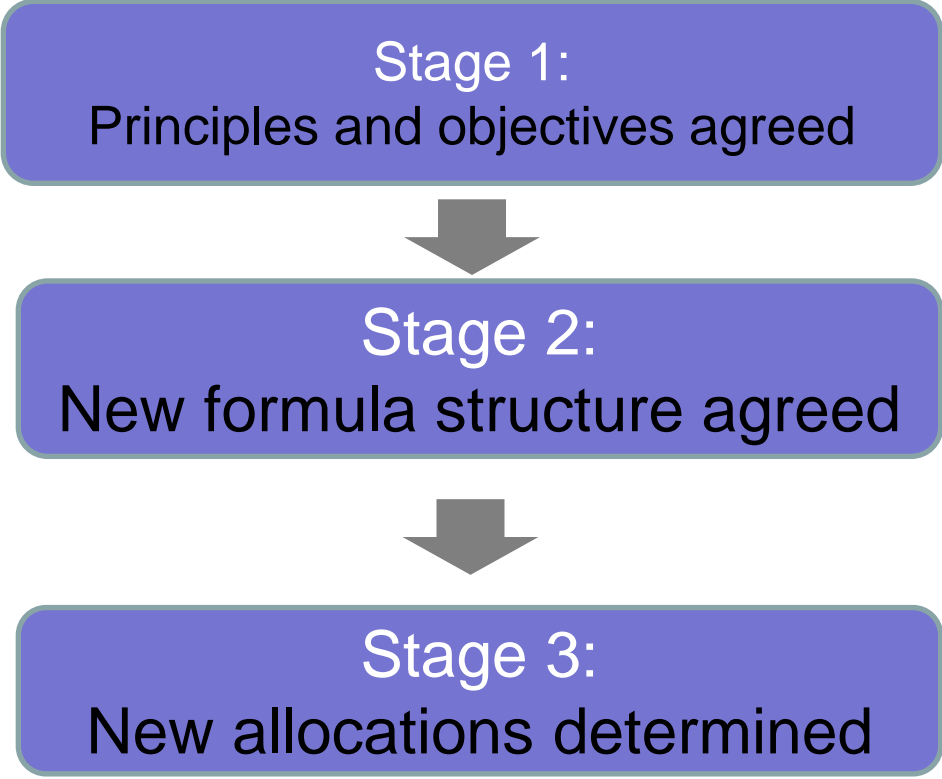 Stage 1:
Principles and objectives agreed
Stage 2:
New formula structure agreed
Stage 3:
New allocations determined